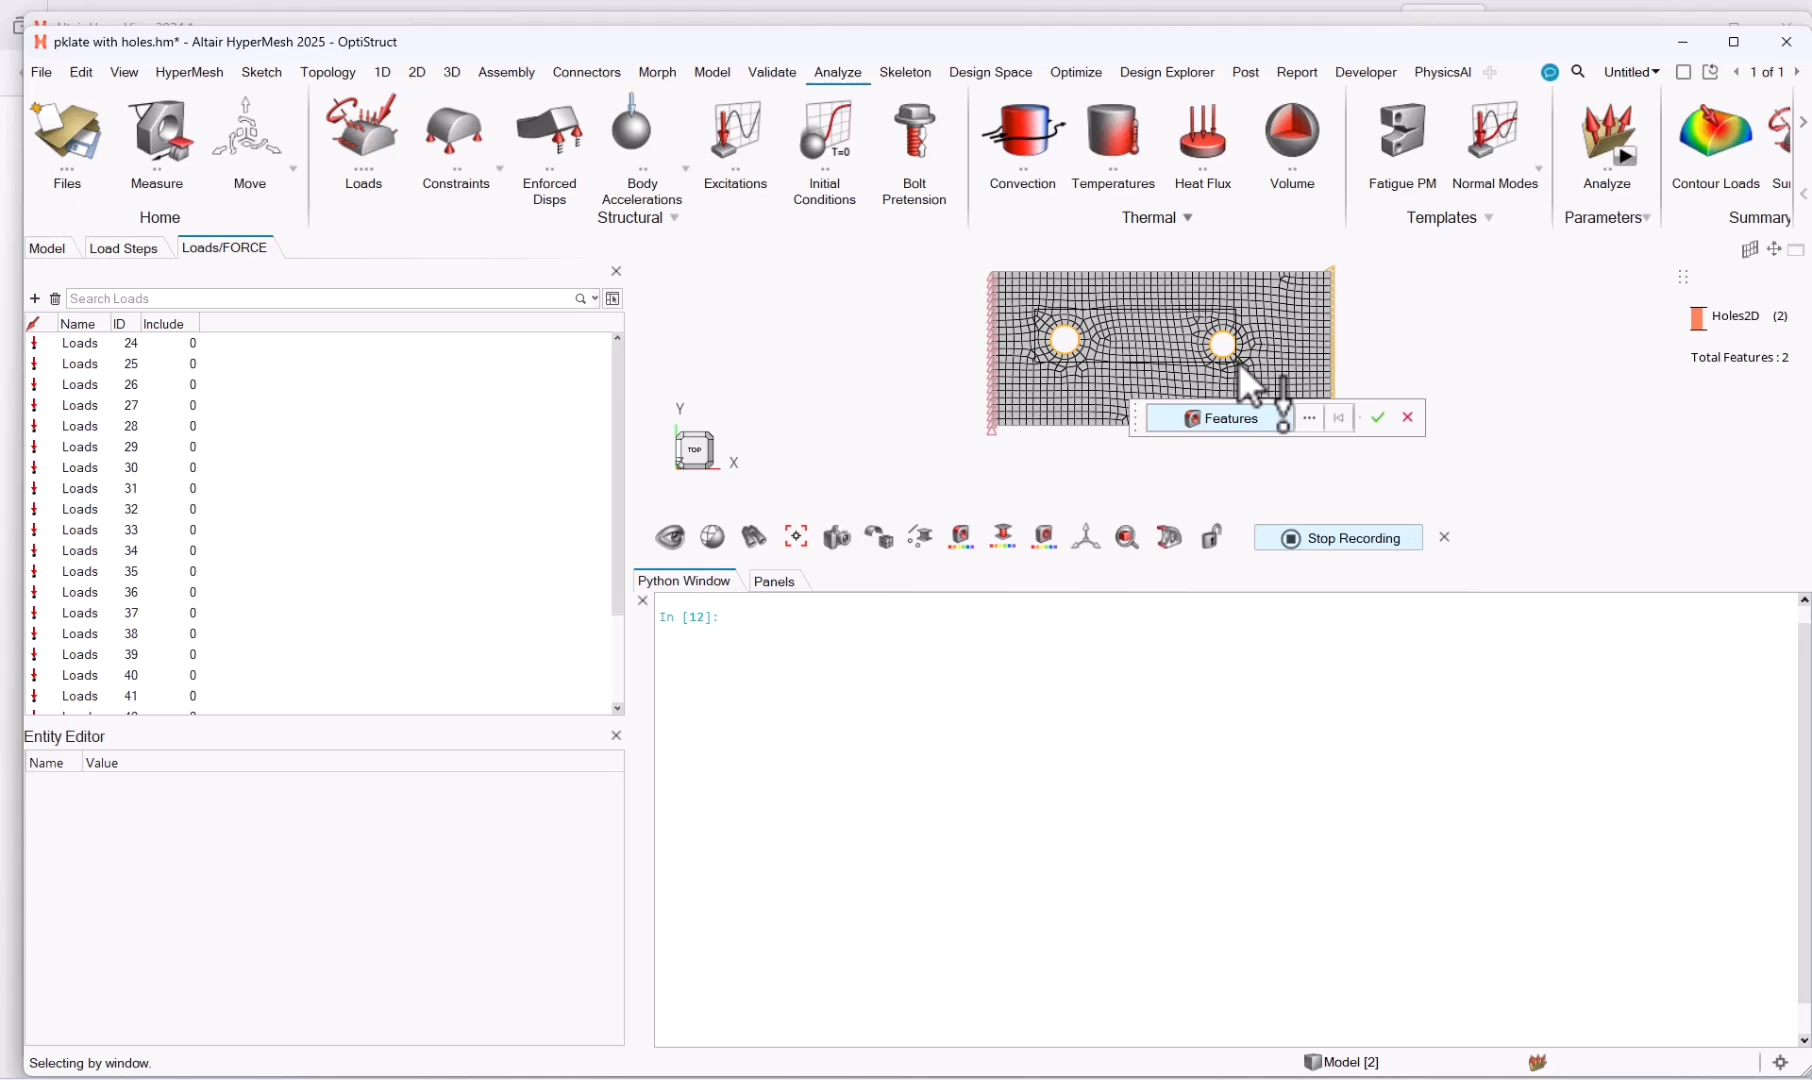 pklate with holes.hm* - Altair HyperMesh 2025 - OptiStruct
File Edit View HyperMesh Sketch Topology 1D 2D 3D Assembly Connectors Morph Model Validate Analyze Skeleton Design Space Optimize Design Explorer Post Report Developer PhysicsAI Untitled 1 of 1
T=0
Files Measure Move Loads Constraints Enforced Disps Body Accelerations Excitations Initial Conditions Bolt Pretension Convection Temperatures Heat Flux Volume Fatigue PM Normal Modes Analyze Contour Loads
Home Structural Thermal Templates Parameters Summary
Model Load Steps Loads/FORCE
Search Loads
Name ID Include
Loads 24 0
Loads 25 0
Loads 26 0
Loads 27 0
Loads 28 0
Loads 29 0
Loads 30 0
Loads 31 0
Loads 32 0
Loads 33 0
Loads 34 0
Loads 35 0
Loads 36 0
Loads 37 0
Loads 38 0
Loads 39 0
Loads 40 0
Loads 41 0
Entity Editor
Name Value
Holes2D (2)
Total Features : 2
Features
Y
TOP
X
Stop Recording
Python Window Panels
In [12]:
Selecting by window.
Model [2]